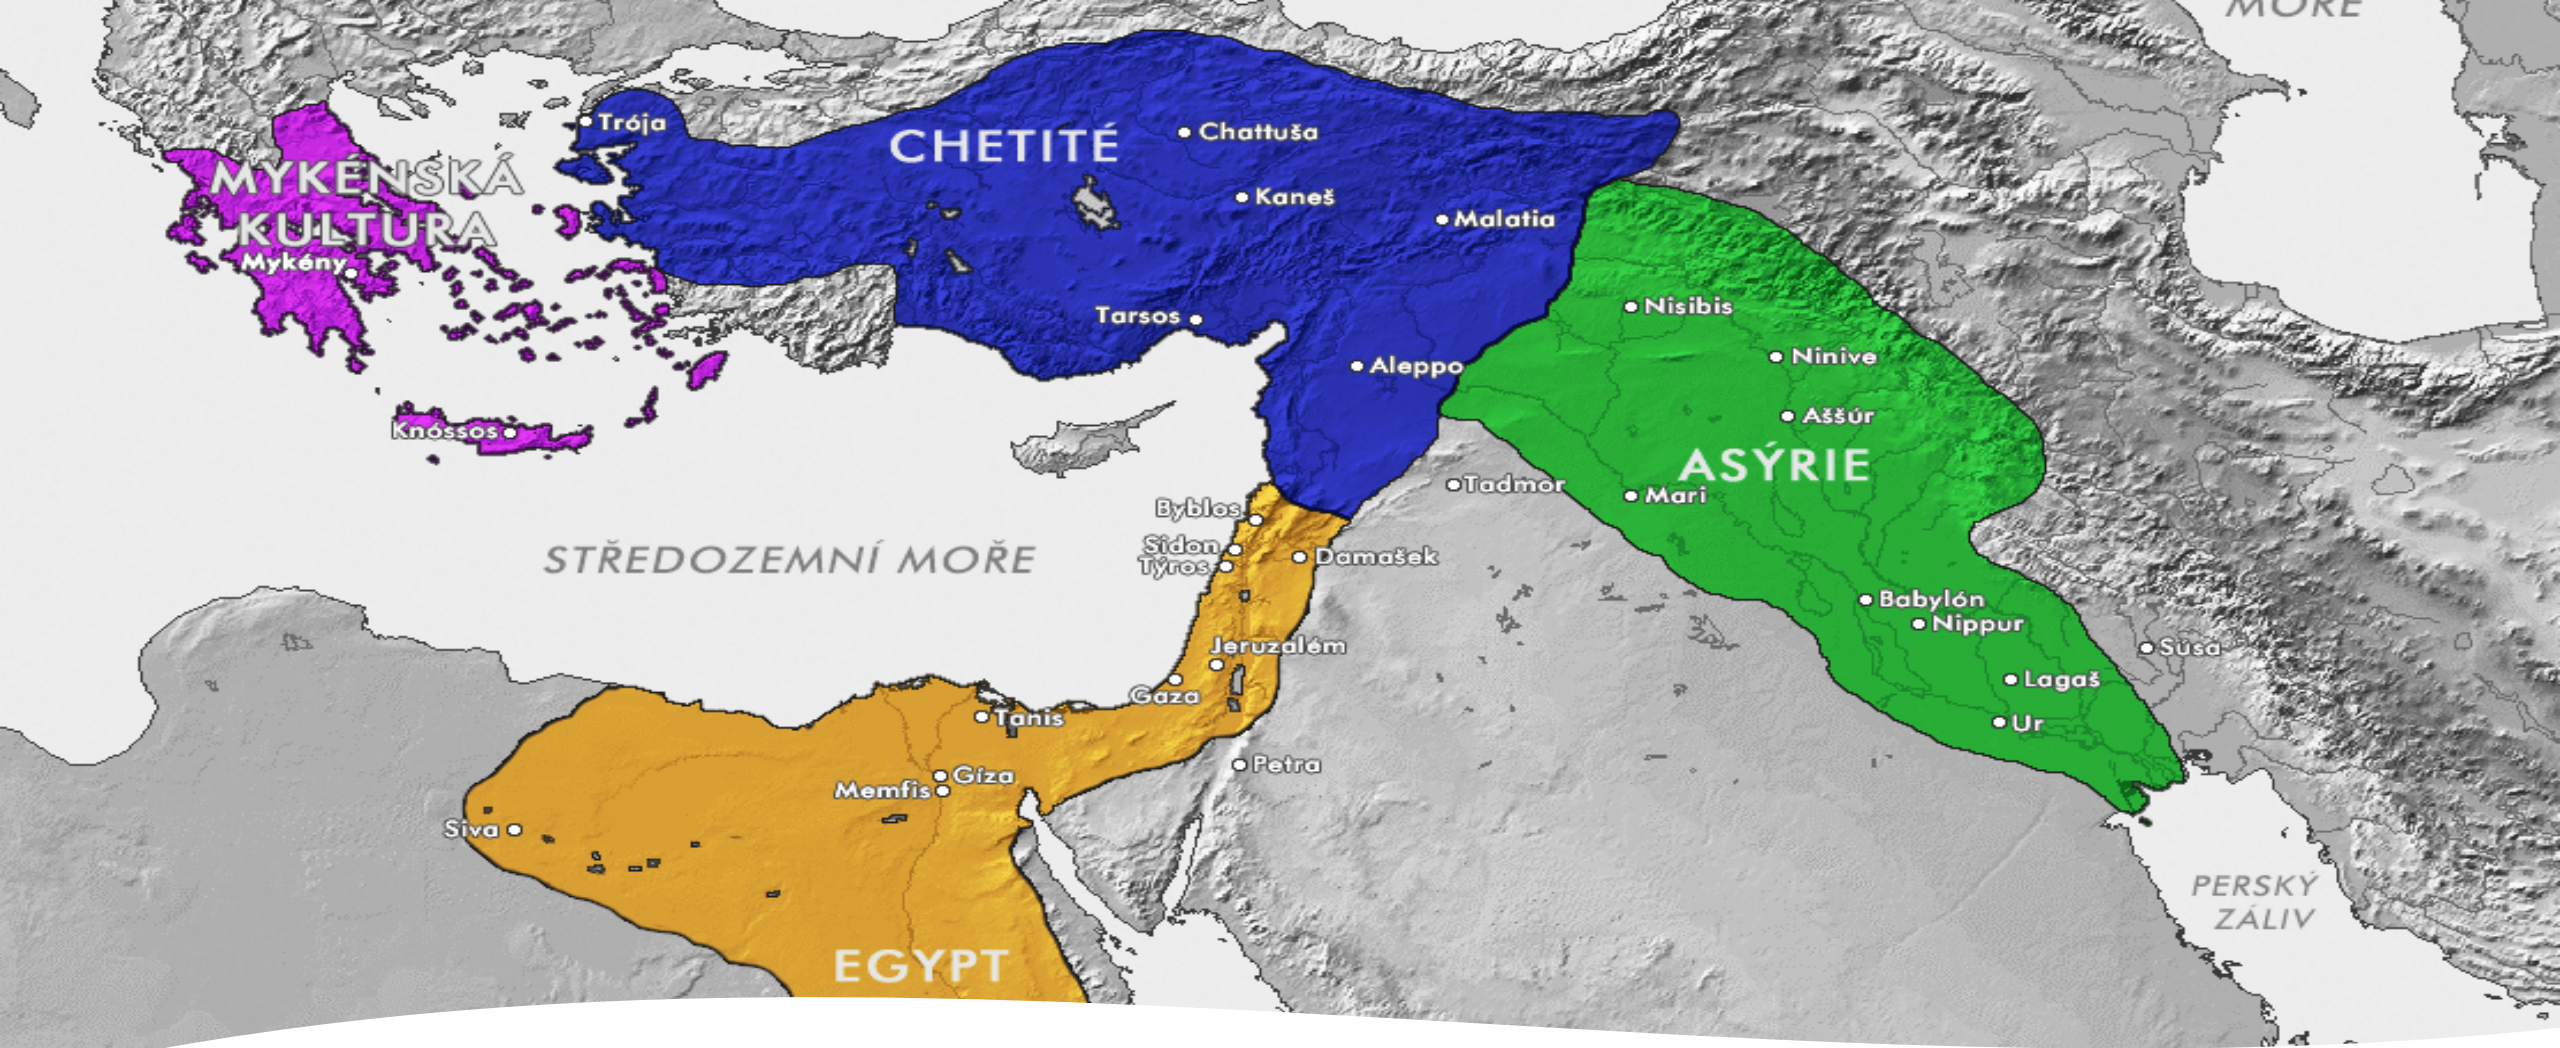 MOŘE
Trója
CHETITÉ
Chattuša
MYKÉNSKÁ
KULTURA
Kaneš
Malatia
Mykény
Tarsos
Nisibis
Ninive
Aleppo
Aššúr
Knóssos
ASÝRIE
Tadmor
Mari
Byblos
STŘEDOZEMNÍ MOŘE
Sidon
Týros
Damašek
Babylón
Nippur
Jeruzalém
Súsa
Gaza
Lagaš
Tanis
Ur
Gíza
Memfis
Petra
Siva
PERSKÝ
ZÁLIV
EGYPT